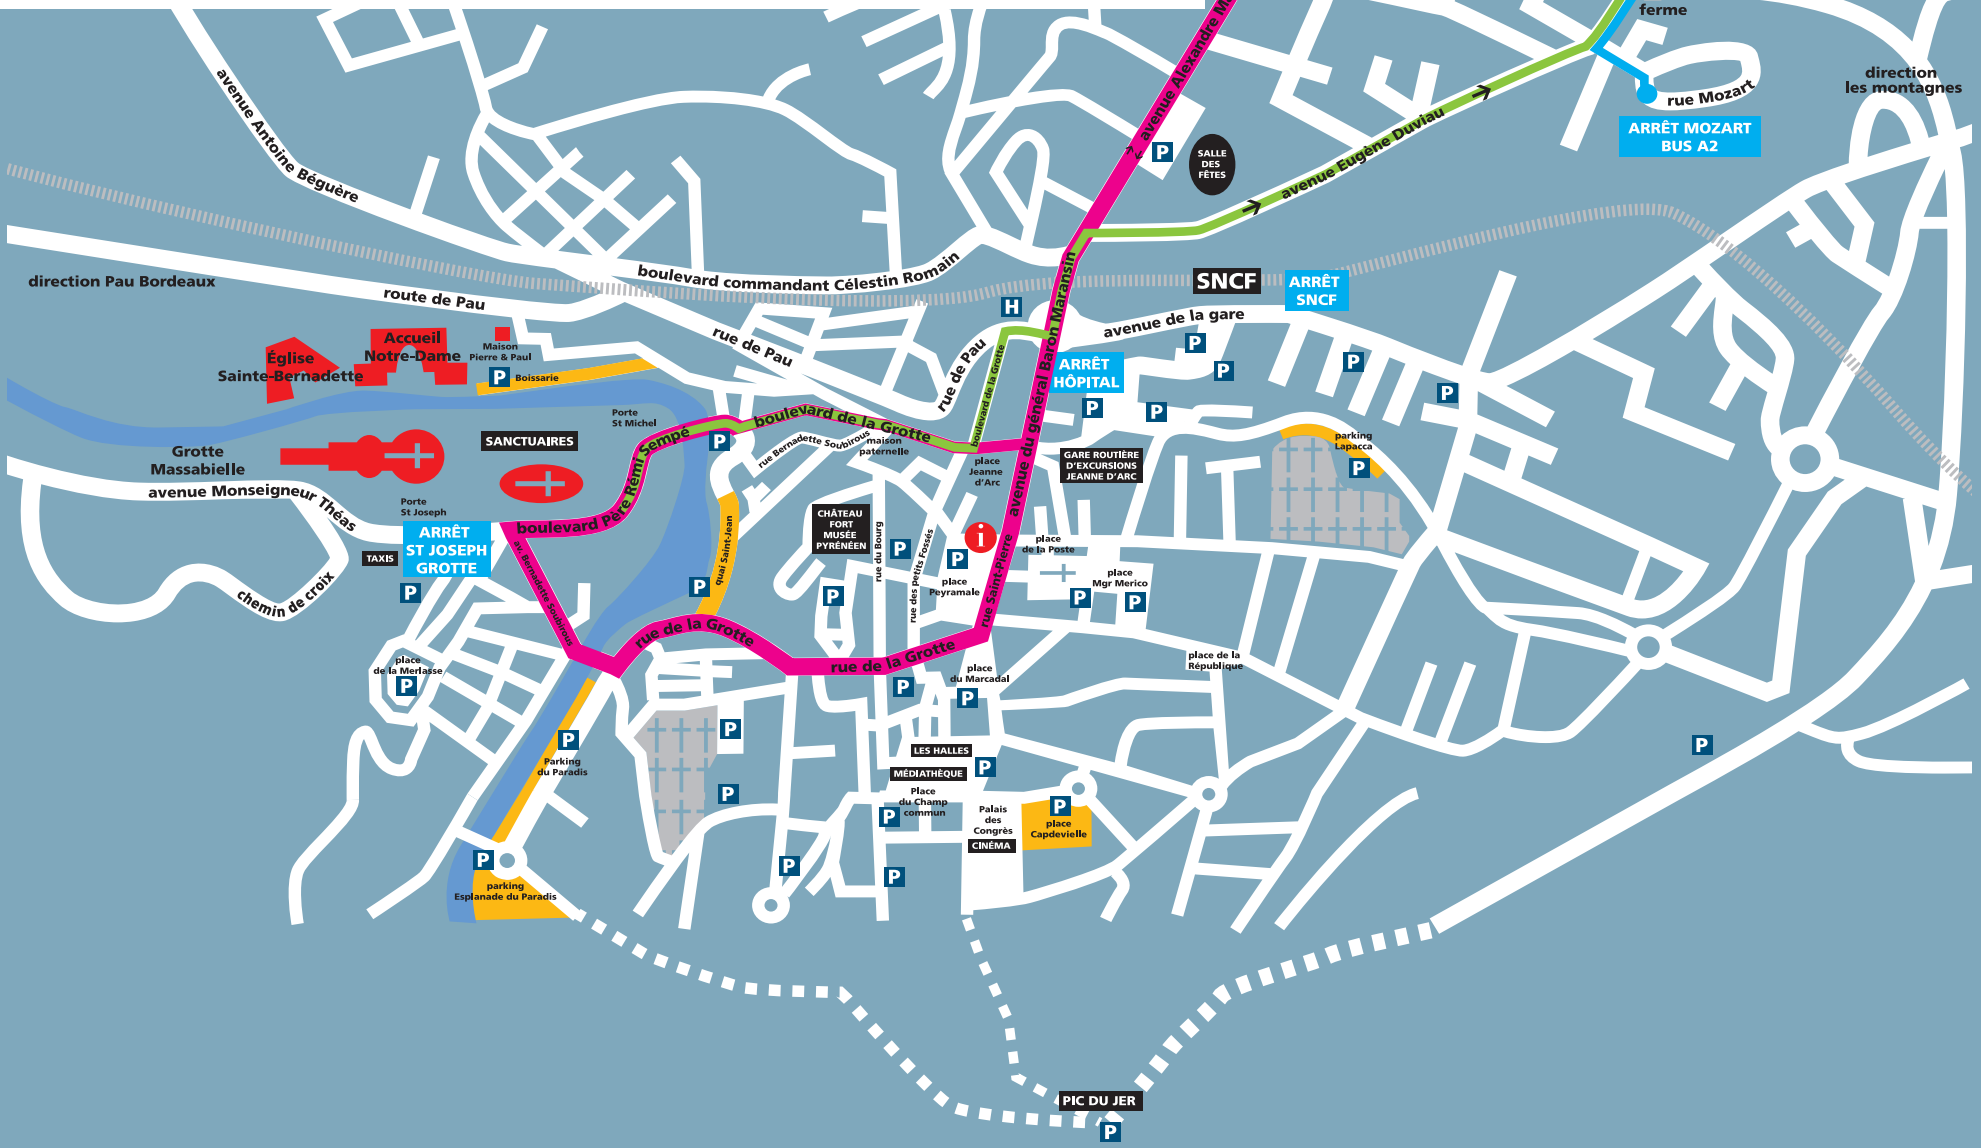 ferme
direction
les montagnes
avenue Antoine Béguère
avenue Alexandre
rue Mozart
ARRÊT MOZART
BUS A2
P
SALLE
DES
FÊTES
avenue Eugène Duviau
direction Pau Bordeaux
route de Pau
boulevard commandant Célestin Romain
SNCF
ARRÊT
SNCF
H
avenue de la gare
rue de Pau
rue de Pau
boulevard de la Grotte
avenue du général Baron Maransin
P
P
P
P
ARRÊT
HÔPITAL
P
P
Église
Sainte-Bernadette
Accueil
Notre-Dame
Maison
Pierre & Paul
P
Boissarie
Porte
St Michel
P
boulevard de la Grotte
rue Bernadette Soubirous
maison
paternelle
place
Jeanne
d'Arc
GARE ROUTIÈRE
D'EXCURSIONS
JEANNE D'ARC
parking
Lapacca
P
Grotte
Massabielle
SANCTUAIRES
avenue Monseigneur Théas
Porte
St Joseph
boulevard Père Rémi Sempé
ARRÊT
ST JOSEPH
GROTTE
TAXIS
P
chemin de croix
av. Bernadette Soubirous
quai Saint-Jean
P
CHÂTEAU
FORT
MUSÉE
PYRÉNÉEN
rue du Bourg
P
rue des Petits Fossés
i
P
P
place
Peyramale
rue Saint-Pierre
place
de la Poste
place
Mgr Merico
P
P
rue de la Grotte
rue de la Grotte
place de la
République
place
de la Merlasse
P
P
place
du Marcadal
P
P
P
Parking
du Paradis
P
LES HALLES
MÉDIATHÈQUE
P
Place
du Champ
commun
P
Palais
des
Congrès
CINÉMA
P
place
Capdevielle
P
P
P
P
parking
Esplanade du Paradis
PIC DU JER
P